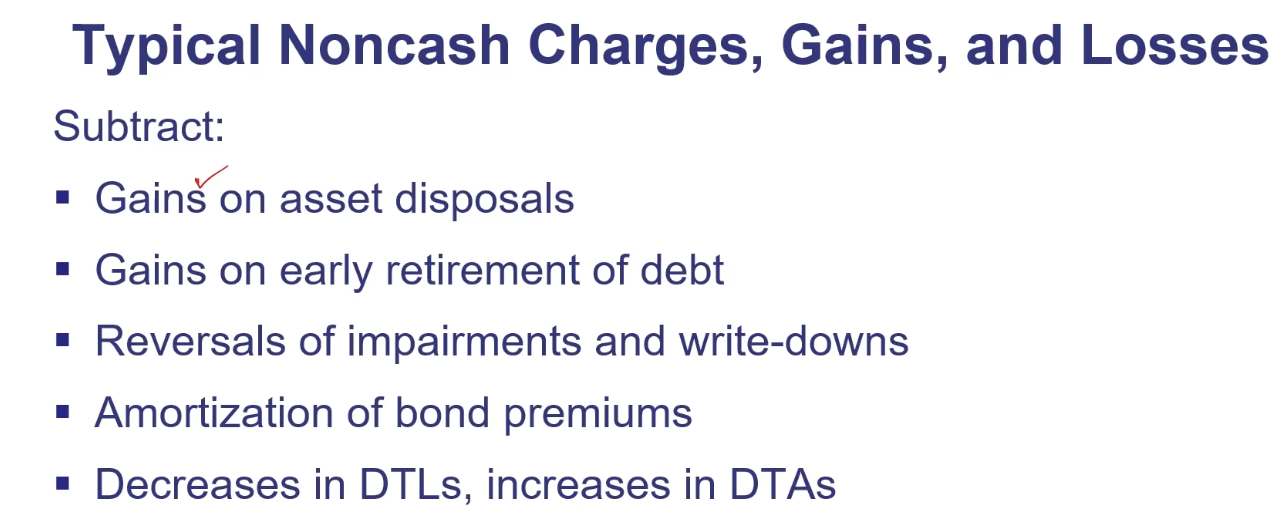 Typical Noncash Charges, Gains, and Losses
Subtract:
▪ Gains on asset disposals
▪ Gains on early retirement of debt
▪ Reversals of impairments and write-downs
▪ Amortization of bond premiums
▪ Decreases in DTLs, increases in DTAs